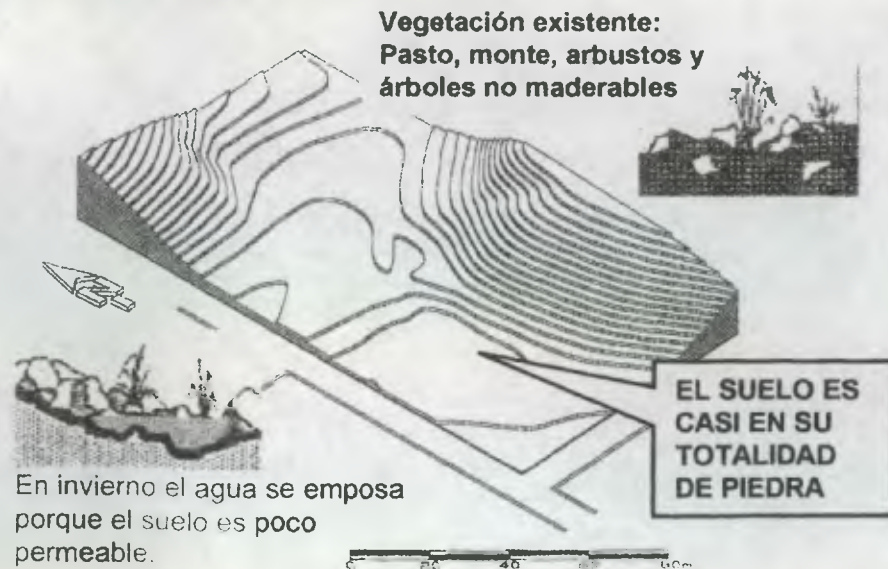 Vegetación existente:
Pasto, monte, arbustos y
árboles no maderables
EL SUELO ES
CASI EN SU
TOTALIDAD
DE PIEDRA
En invierno el agua se emposa
porque el suelo es poco
permeable.
40